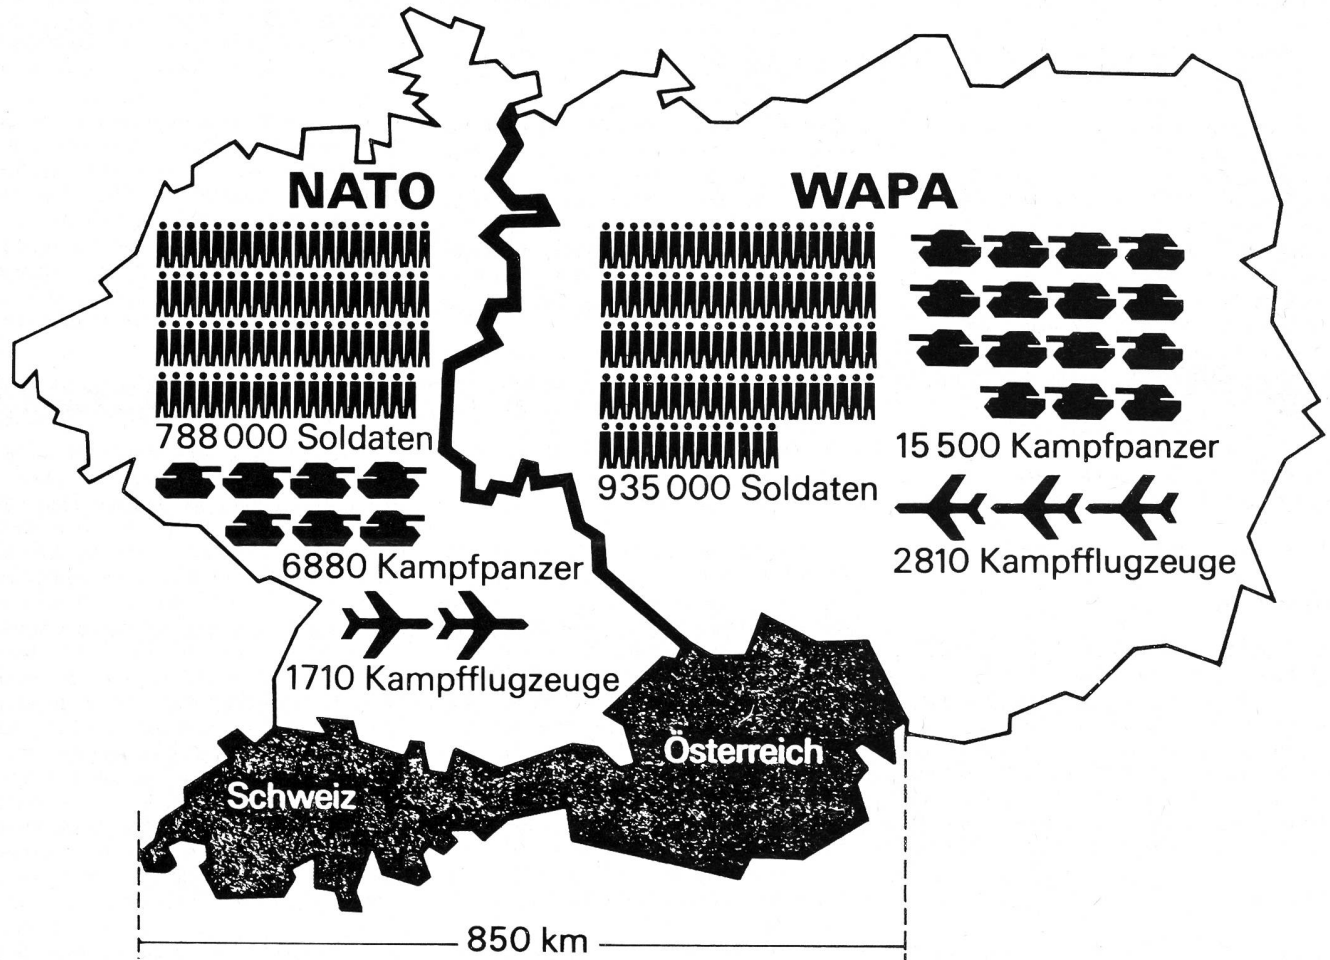 NATO
788 000 Soldaten
6880 Kampfpanzer
1710 Kampfflugzeuge
WAPA
935 000 Soldaten
15 500 Kampfpanzer
2810 Kampfflugzeuge
Schweiz
Österreich
850 km